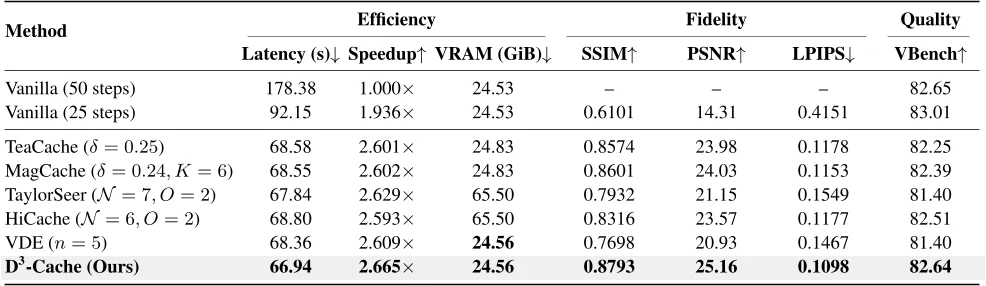 Method Efficiency Fidelity Quality
Latency (s)↓ Speedup↑ VRAM (GiB)↓ SSIM↑ PSNR↑ LPIPS↓ VBench↑
Vanilla (50 steps) 178.38 1.000× 24.53 – – – 82.65
Vanilla (25 steps) 92.15 1.936× 24.53 0.6101 14.31 0.4151 83.01
TeaCache (δ = 0.25) 68.58 2.601× 24.83 0.8574 23.98 0.1178 82.25
MagCache (δ = 0.24, K = 6) 68.55 2.602× 24.83 0.8601 24.03 0.1153 82.39
TaylorSeer (𝒩 = 7, O = 2) 67.84 2.629× 65.50 0.7932 21.15 0.1549 81.40
HiCache (𝒩 = 6, O = 2) 68.80 2.593× 65.50 0.8316 23.57 0.1177 82.51
VDE (n = 5) 68.36 2.609× 24.56 0.7698 20.93 0.1467 81.40
D³-Cache (Ours) 66.94 2.665× 24.56 0.8793 25.16 0.1098 82.64